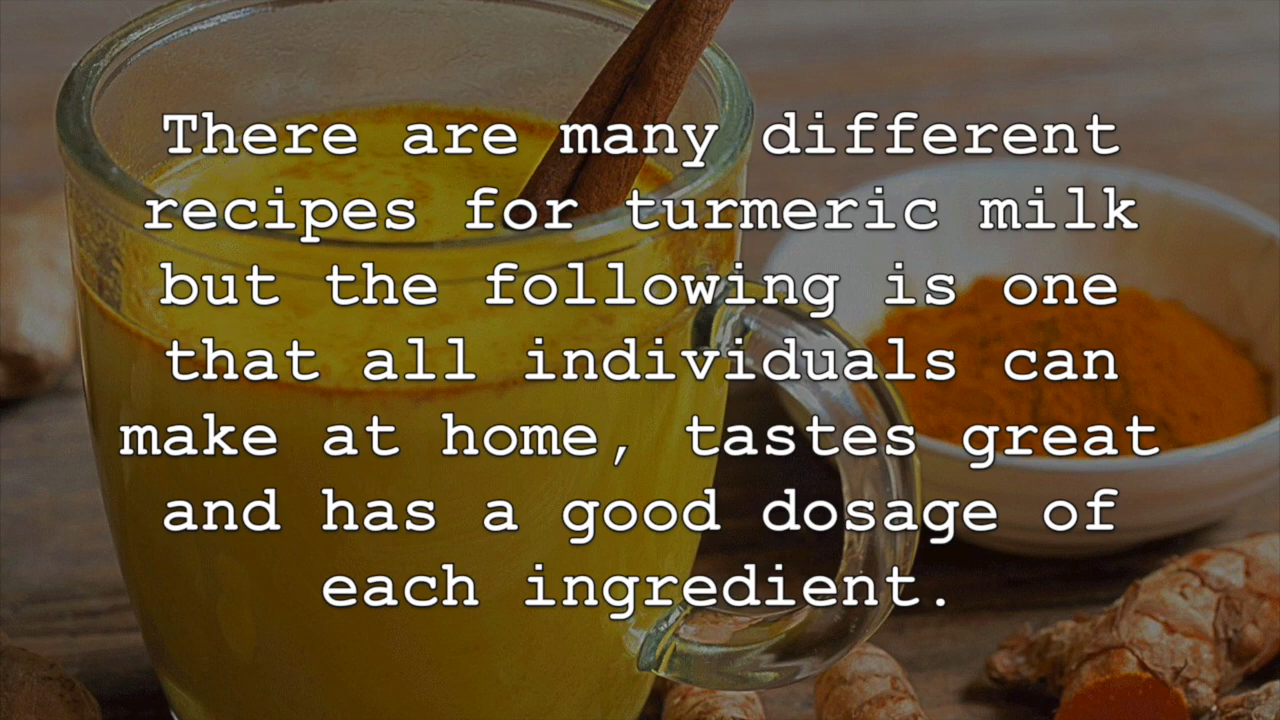 There are many different
recipes for turmeric milk
but the following is one
that all individuals can
make at home, tastes great
and has a good dosage of
each ingredient.